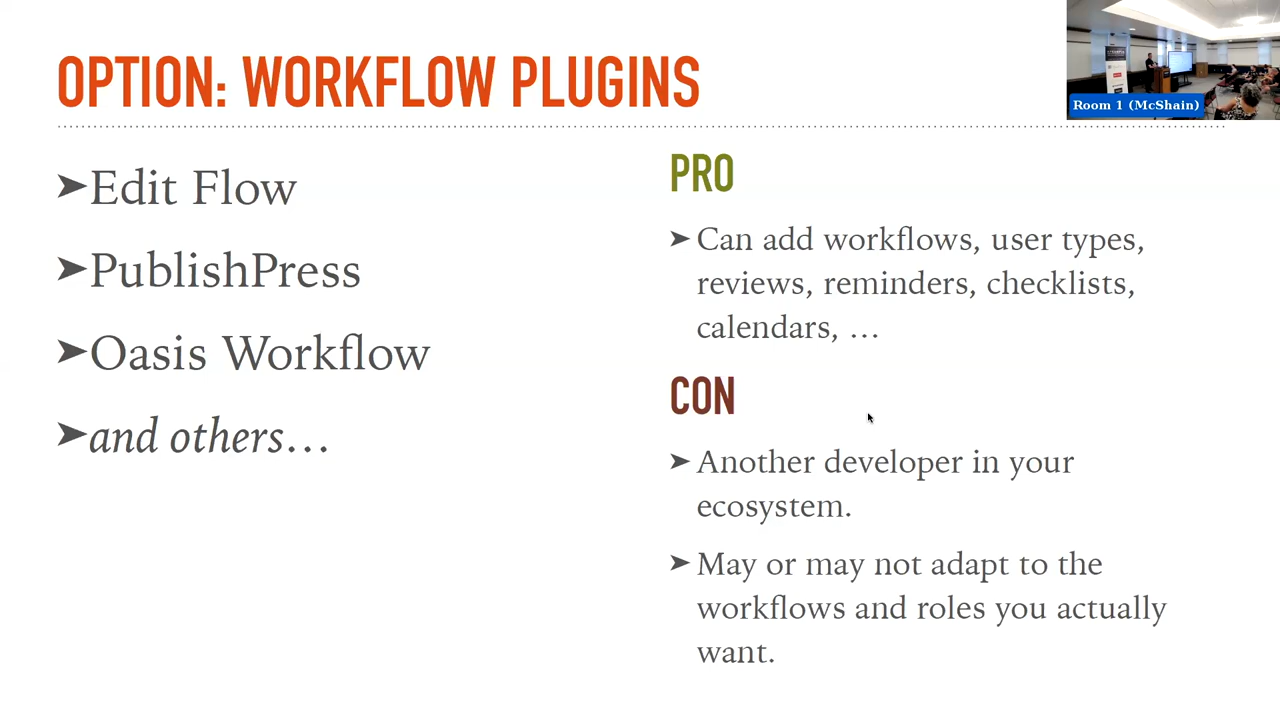 OPTION: WORKFLOW PLUGINS
Room 1 (McShain)
➤Edit Flow
➤PublishPress
➤Oasis Workflow
➤and others…
PRO
➤ Can add workflows, user types,
reviews, reminders, checklists,
calendars, …
CON
➤ Another developer in your
ecosystem.
➤ May or may not adapt to the
workflows and roles you actually
want.